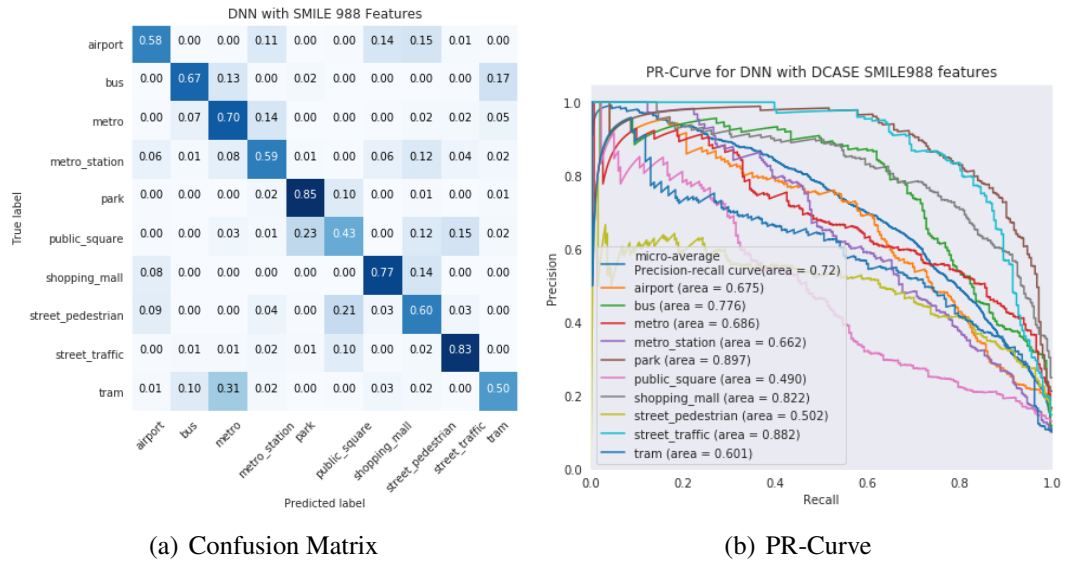 DNN with SMILE 988 Features
True label
airport 0.58 0.00 0.00 0.11 0.00 0.00 0.14 0.15 0.01 0.00
bus 0.00 0.67 0.13 0.00 0.02 0.00 0.00 0.00 0.00 0.17
metro 0.00 0.07 0.70 0.14 0.00 0.00 0.00 0.02 0.02 0.05
metro_station 0.06 0.01 0.08 0.59 0.01 0.00 0.06 0.12 0.04 0.02
park 0.00 0.00 0.00 0.02 0.85 0.10 0.00 0.01 0.00 0.01
public_square 0.00 0.00 0.03 0.01 0.23 0.43 0.00 0.12 0.15 0.02
shopping_mall 0.08 0.00 0.00 0.00 0.00 0.00 0.77 0.14 0.00 0.00
street_pedestrian 0.09 0.00 0.00 0.04 0.00 0.21 0.03 0.60 0.03 0.00
street_traffic 0.00 0.01 0.01 0.02 0.01 0.10 0.00 0.02 0.83 0.00
tram 0.01 0.10 0.31 0.02 0.00 0.00 0.03 0.02 0.00 0.50
airport bus metro metro_station park public_square shopping_mall street_pedestrian street_traffic tram
Predicted label
(a) Confusion Matrix
PR-Curve for DNN with DCASE SMILE988 features
Precision
1.0
0.8
0.6
0.4
0.2
0.0
micro-average
Precision-recall curve(area = 0.72)
airport (area = 0.675)
bus (area = 0.776)
metro (area = 0.686)
metro_station (area = 0.662)
park (area = 0.897)
public_square (area = 0.490)
shopping_mall (area = 0.822)
street_pedestrian (area = 0.502)
street_traffic (area = 0.882)
tram (area = 0.601)
0.0 0.2 0.4 0.6 0.8 1.0
Recall
(b) PR-Curve